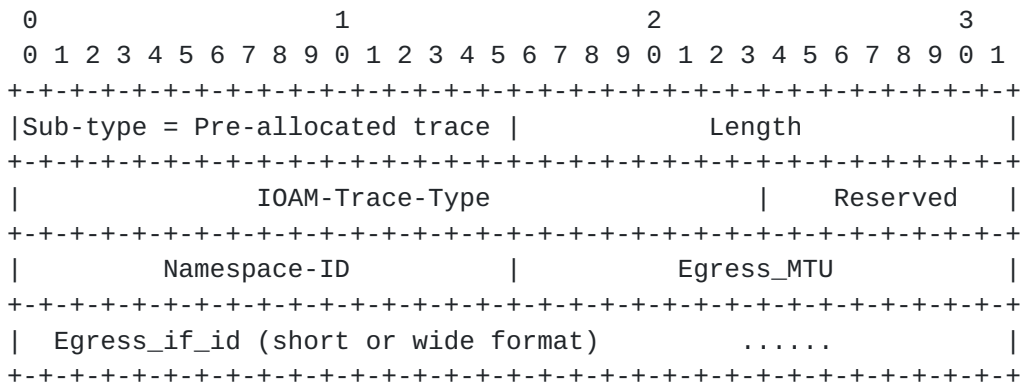 0                   1                   2                   3
 0 1 2 3 4 5 6 7 8 9 0 1 2 3 4 5 6 7 8 9 0 1 2 3 4 5 6 7 8 9 0 1
+-+-+-+-+-+-+-+-+-+-+-+-+-+-+-+-+-+-+-+-+-+-+-+-+-+-+-+-+-+-+-+-+
|Sub-type = Pre-allocated trace |            Length             |
+-+-+-+-+-+-+-+-+-+-+-+-+-+-+-+-+-+-+-+-+-+-+-+-+-+-+-+-+-+-+-+-+
|               IOAM-Trace-Type                 |    Reserved   |
+-+-+-+-+-+-+-+-+-+-+-+-+-+-+-+-+-+-+-+-+-+-+-+-+-+-+-+-+-+-+-+-+
|         Namespace-ID          |          Egress_MTU           |
+-+-+-+-+-+-+-+-+-+-+-+-+-+-+-+-+-+-+-+-+-+-+-+-+-+-+-+-+-+-+-+-+
|  Egress_if_id (short or wide format)         ......           |
+-+-+-+-+-+-+-+-+-+-+-+-+-+-+-+-+-+-+-+-+-+-+-+-+-+-+-+-+-+-+-+-+